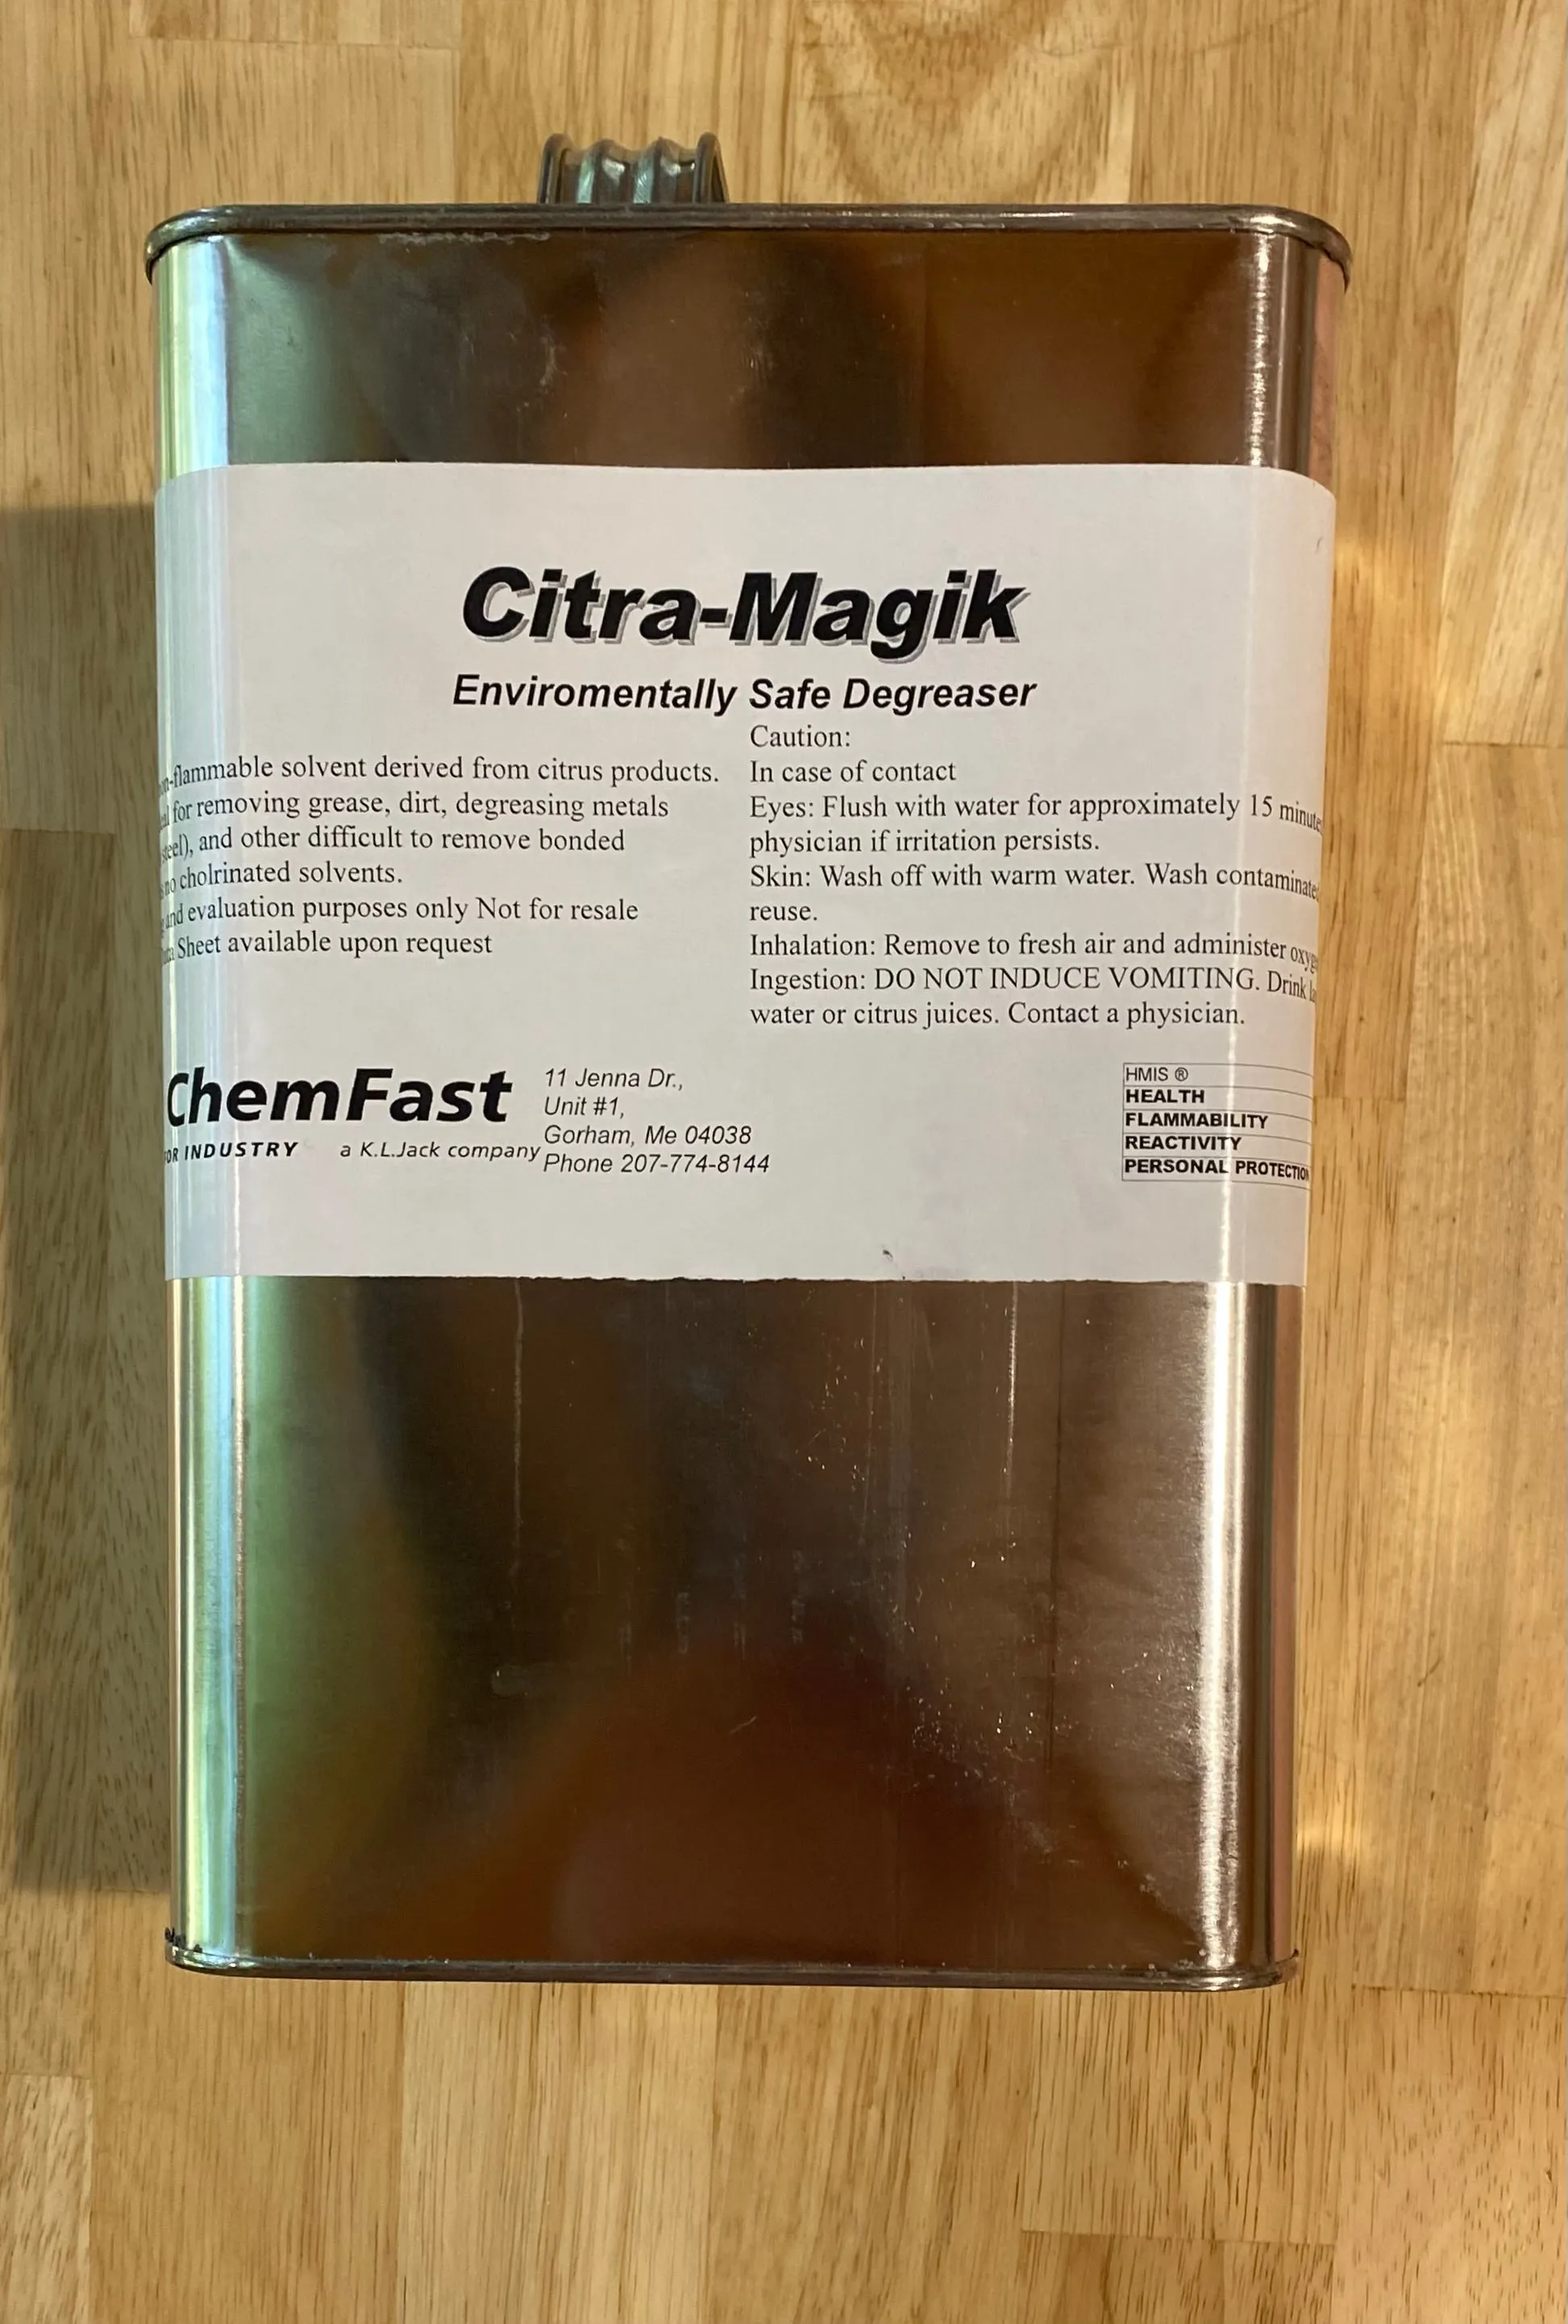 Citra-Magik
Enviromentally Safe Degreaser
-flammable solvent derived from citrus products.
for removing grease, dirt, degreasing metals
and other difficult to remove bonded
no cholrinated solvents.
and evaluation purposes only Not for resale
Sheet available upon request
Caution:
In case of contact
Eyes: Flush with water for approximately 15 minute
physician if irritation persists.
Skin: Wash off with warm water. Wash contaminate
reuse.
Inhalation: Remove to fresh air and administer oxyg
Ingestion: DO NOT INDUCE VOMITING. Drink
water or citrus juices. Contact a physician.
ChemFast
OR INDUSTRY a K.L.Jack company
11 Jenna Dr.,
Unit #1,
Gorham, Me 04038
Phone 207-774-8144
HMIS ®
HEALTH
FLAMMABILITY
REACTIVITY
PERSONAL PROTECTION